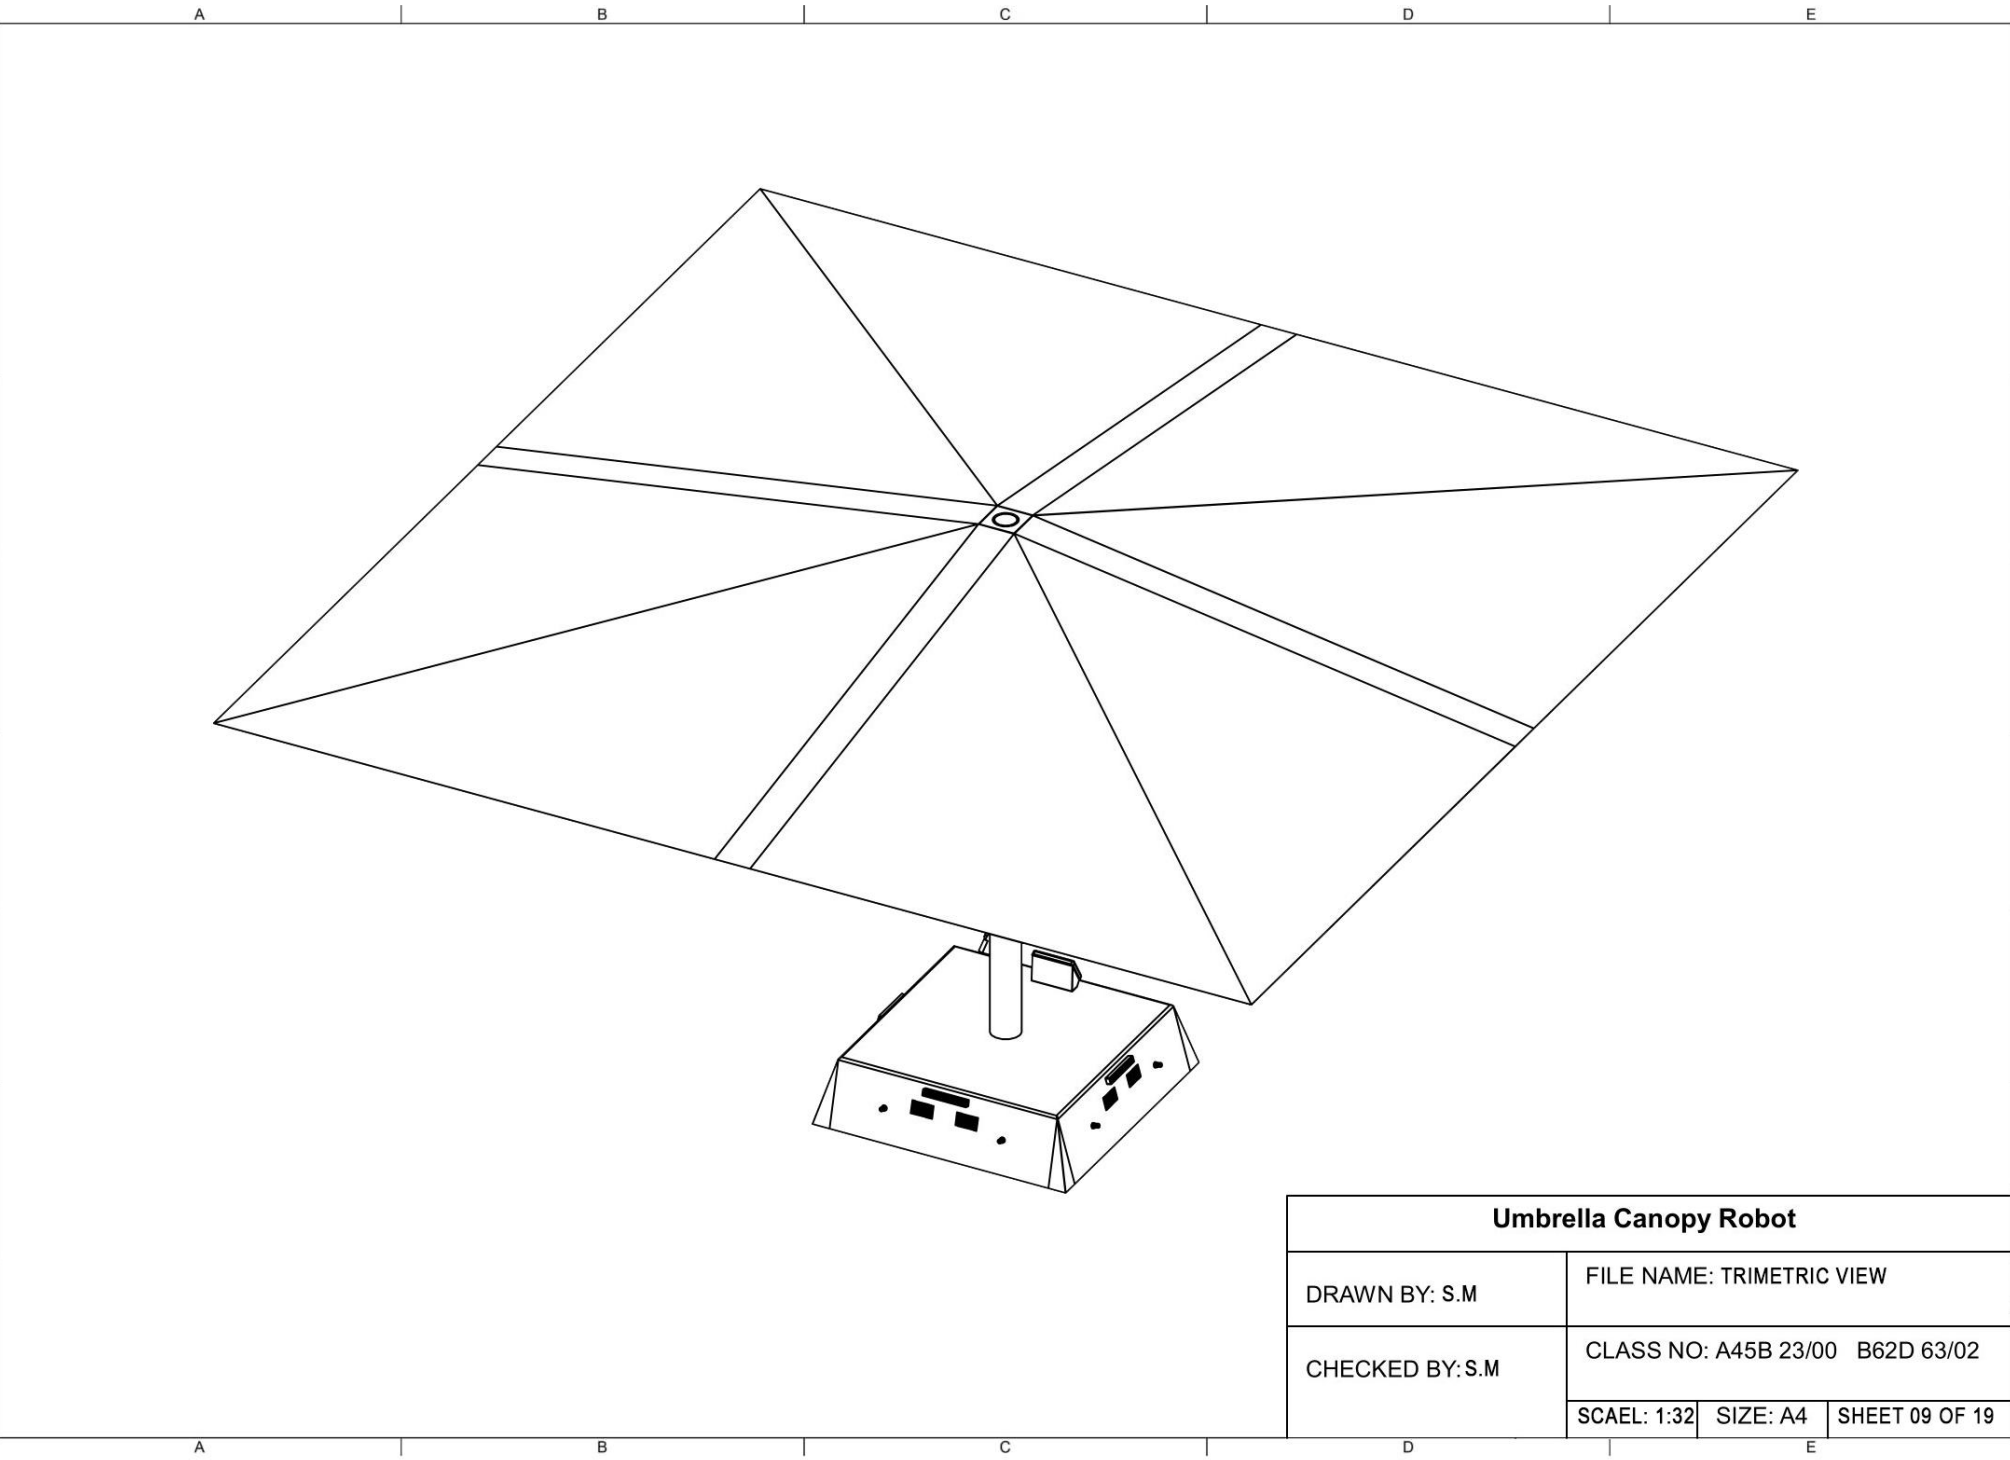 A B C D E
Umbrella Canopy Robot
DRAWN BY: S.M
FILE NAME: TRIMETRIC VIEW
CHECKED BY: S.M
CLASS NO: A45B 23/00 B62D 63/02
SCAEL: 1:32
SIZE: A4
SHEET 09 OF 19
A B C D E